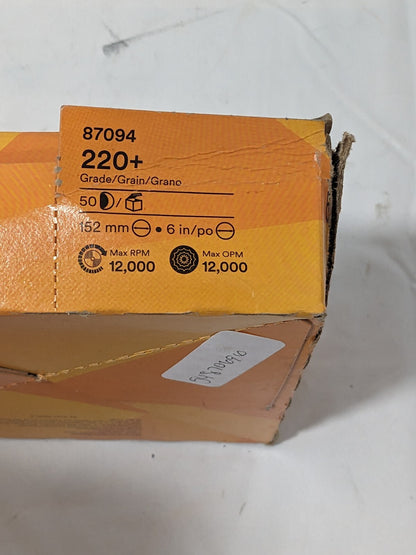 87094
220+
Grade/Grain/Grano
50 /
152 mm • 6 in/po
Max RPM
12,000
Max OPM
12,000